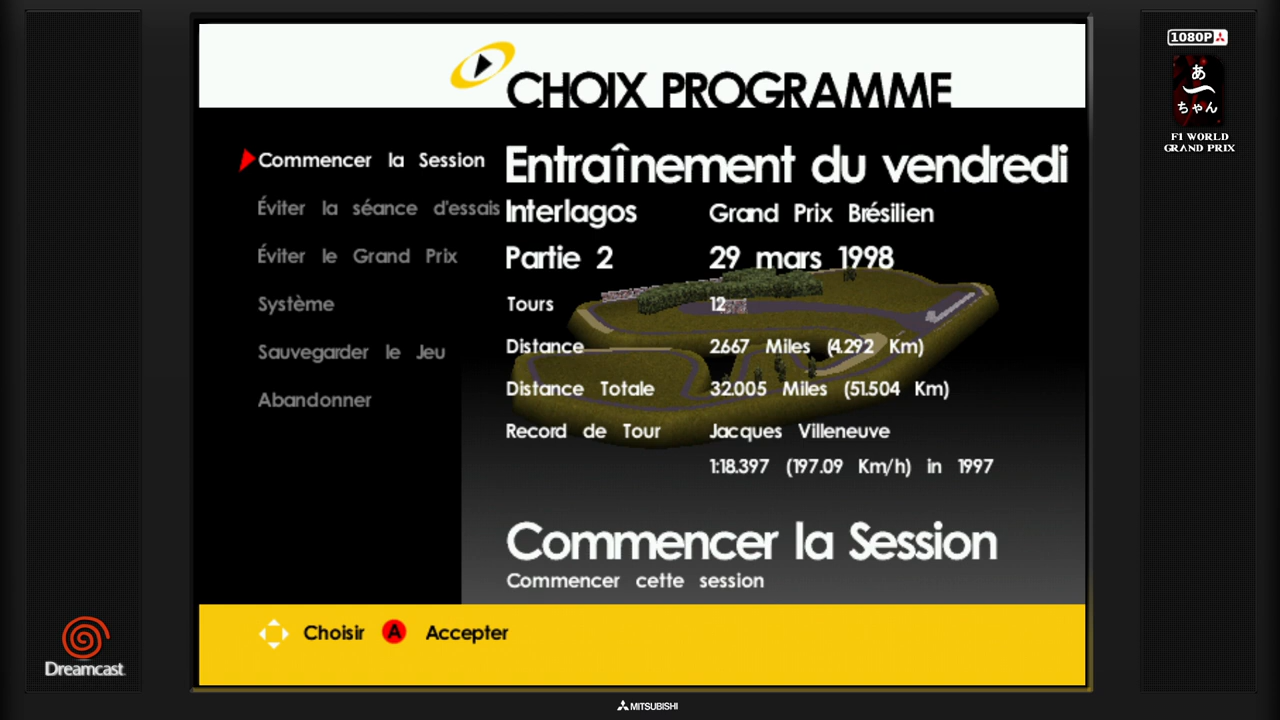 CHOIX PROGRAMME
Commencer la Session
Éviter la séance d'essais
Éviter le Grand Prix
Système
Sauvegarder le Jeu
Abandonner
Entraînement du vendredi
Interlagos Grand Prix Brésilien
Partie 2 29 mars 1998
Tours 12
Distance 2.667 Miles (4.292 Km)
Distance Totale 32.005 Miles (51.504 Km)
Record de Tour Jacques Villeneuve
1:18.397 (197.09 Km/h) in 1997
Commencer la Session
Commencer cette session
Choisir A Accepter
1080P
あーちゃん
F1 WORLD
GRAND PRIX
Dreamcast
MITSUBISHI